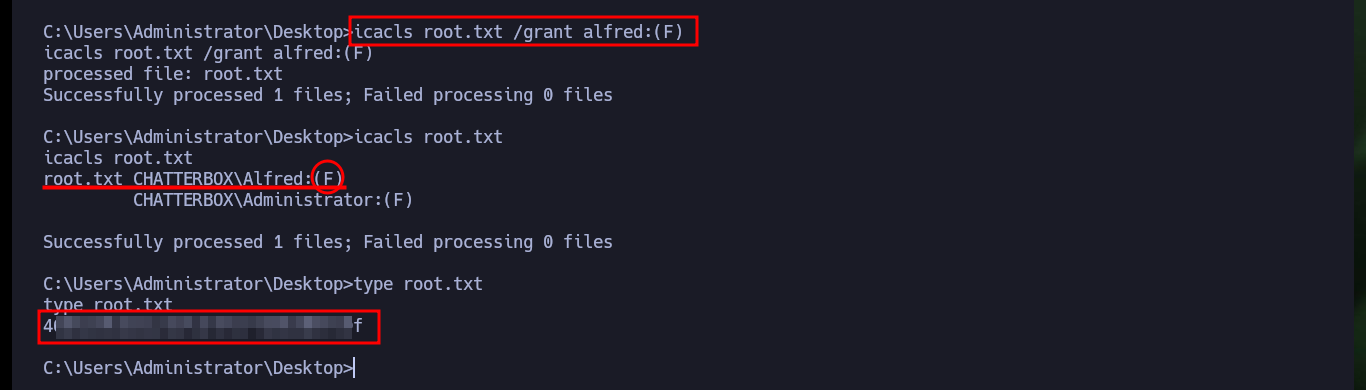 C:\Users\Administrator\Desktop>icacls root.txt /grant alfred:(F)
icacls root.txt /grant alfred:(F)
processed file: root.txt
Successfully processed 1 files; Failed processing 0 files
C:\Users\Administrator\Desktop>icacls root.txt
icacls root.txt
root.txt CHATTERBOX\Alfred:(F)
CHATTERBOX\Administrator:(F)
Successfully processed 1 files; Failed processing 0 files
C:\Users\Administrator\Desktop>type root.txt
type root.txt
C:\Users\Administrator\Desktop>